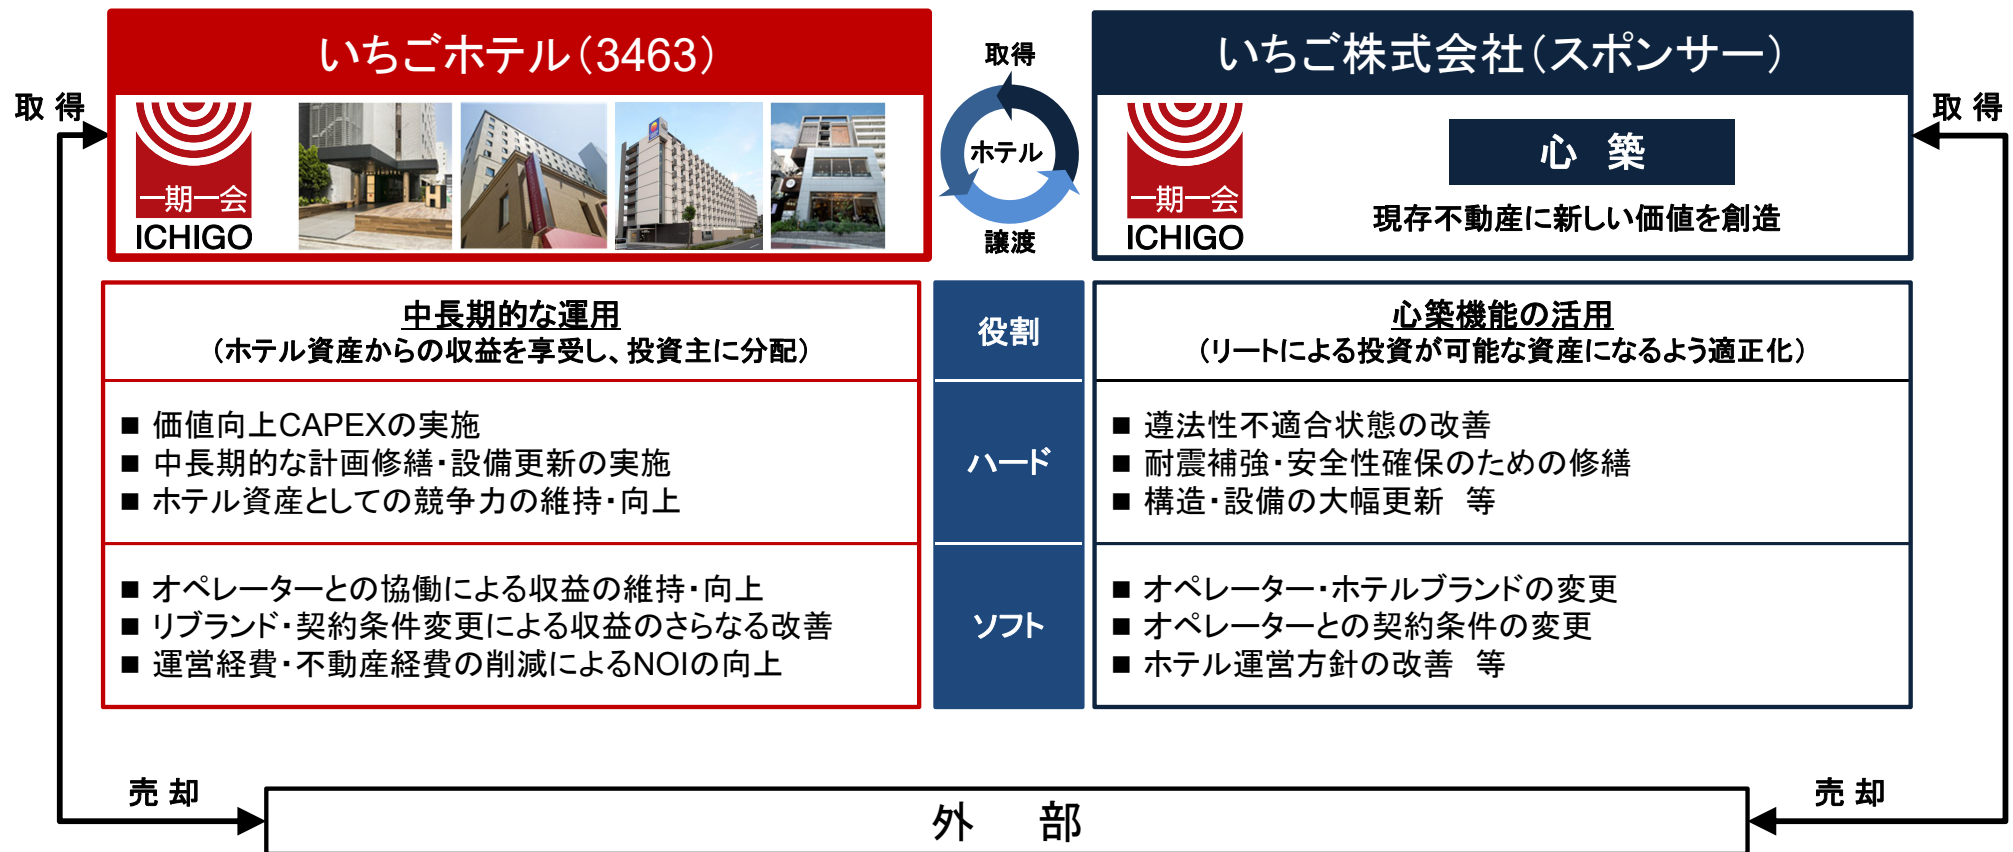 いちごホテル（3463）
取得
いちご株式会社（スポンサー）
取 得
取 得
一期一会
ICHIGO
ホテル
譲渡
一期一会
ICHIGO
心 築
現存不動産に新しい価値を創造
中長期的な運用
（ホテル資産からの収益を享受し、投資主に分配）
役割
心築機能の活用
（リートによる投資が可能な資産になるよう適正化）
■ 価値向上CAPEXの実施
■ 中長期的な計画修繕・設備更新の実施
■ ホテル資産としての競争力の維持・向上
ハード
■ 遵法性不適合状態の改善
■ 耐震補強・安全性確保のための修繕
■ 構造・設備の大幅更新 等
■ オペレーターとの協働による収益の維持・向上
■ リブランド・契約条件変更による収益のさらなる改善
■ 運営経費・不動産経費の削減によるNOIの向上
ソフト
■ オペレーター・ホテルブランドの変更
■ オペレーターとの契約条件の変更
■ ホテル運営方針の改善 等
売 却
売 却
外 部